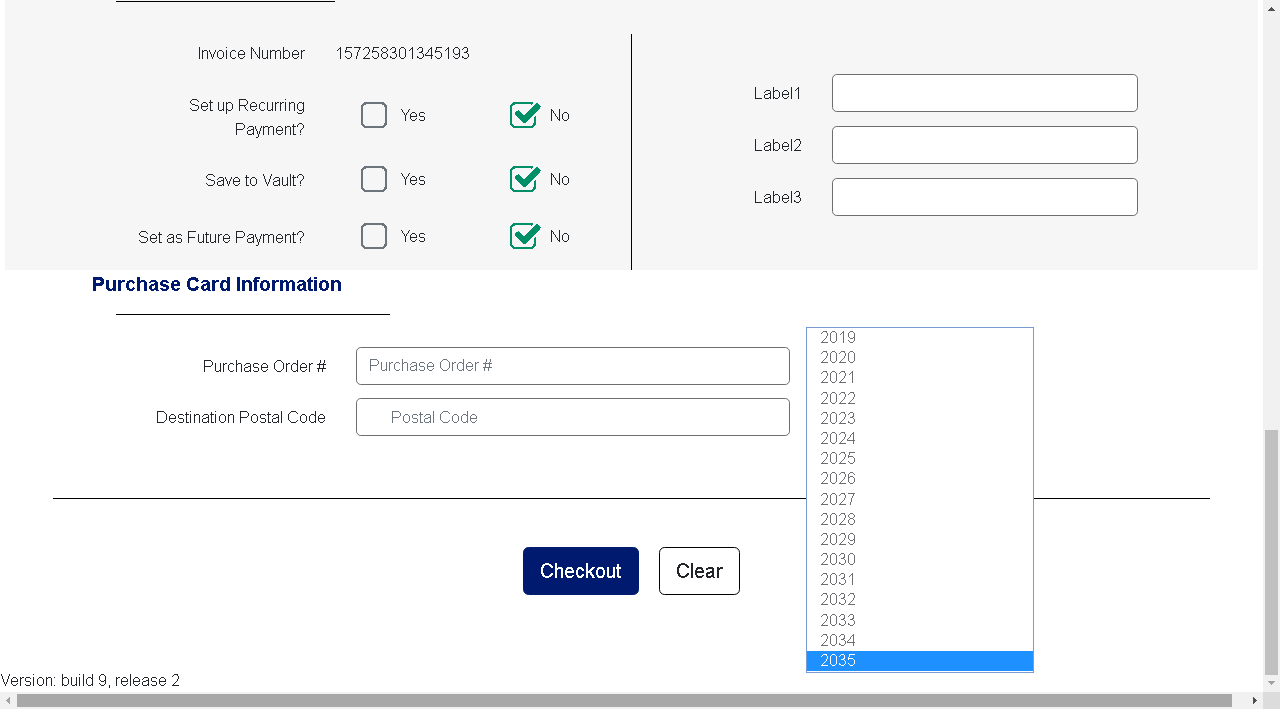 Invoice Number 157258301345193
Set up Recurring
Payment?
Yes No
Save to Vault? Yes No
Set as Future Payment? Yes No
Label1
Label2
Label3
Purchase Card Information
Purchase Order # Purchase Order #
Destination Postal Code Postal Code
2019
2020
2021
2022
2023
2024
2025
2026
2027
2028
2029
2030
2031
2032
2033
2034
2035
Checkout Clear
Version: build 9, release 2